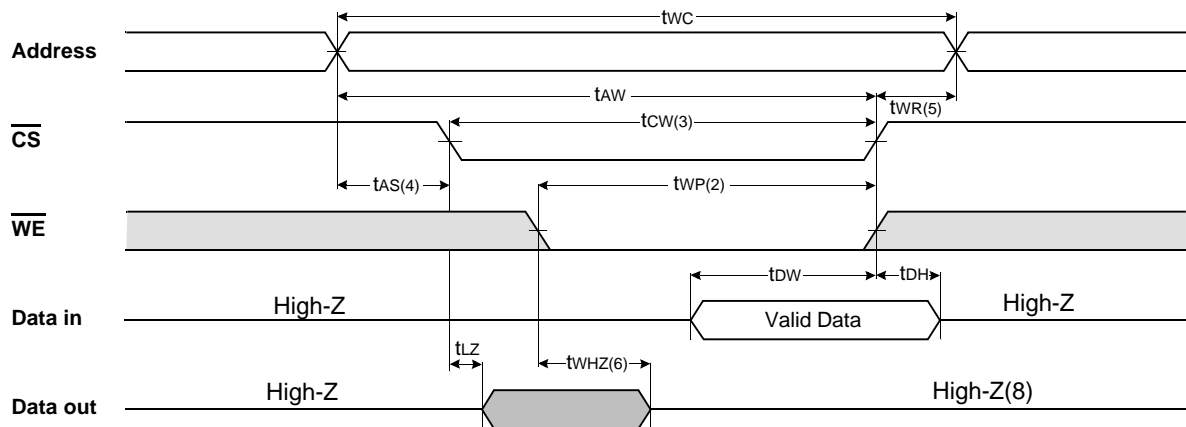 tWC
Address
tAW
tWR(5)
tCW(3)
CS
tAS(4)
tWP(2)
WE
tDW
tDH
High-Z
High-Z
Data in
Valid Data
tLZ
tWHZ(6)
High-Z
High-Z(8)
Data out